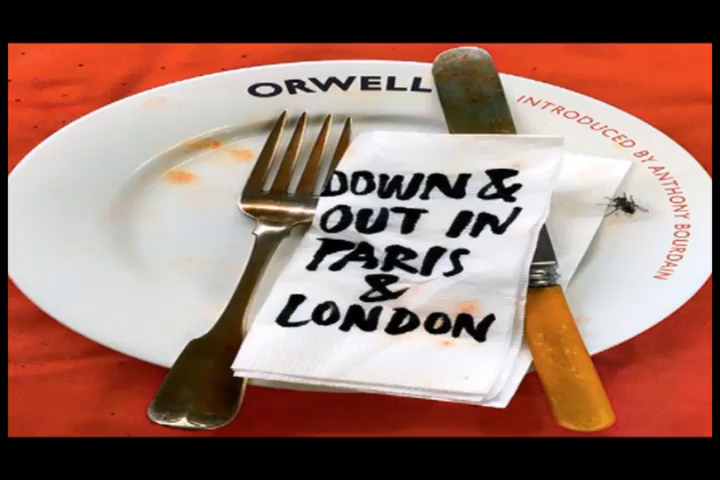 ORWELL
INTRODUCED BY ANTHONY BOURDAIN
DOWN &
OUT IN
PARIS
&
LONDON